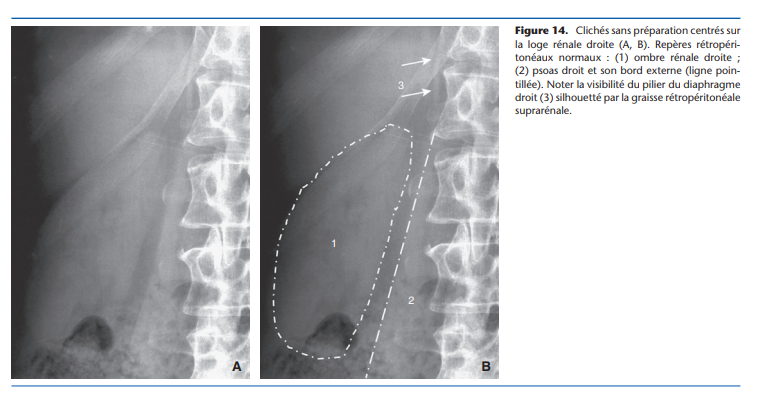 3
1
2
A
B
Figure 14. Clichés sans préparation centrés sur
la loge rénale droite (A, B). Repères rétropéri-
tonéaux normaux : (1) ombre rénale droite ;
(2) psoas droit et son bord externe (ligne poin-
tillée). Noter la visibilité du pilier du diaphragme
droit (3) silhouetté par la graisse rétropéritonéale
suprarénale.